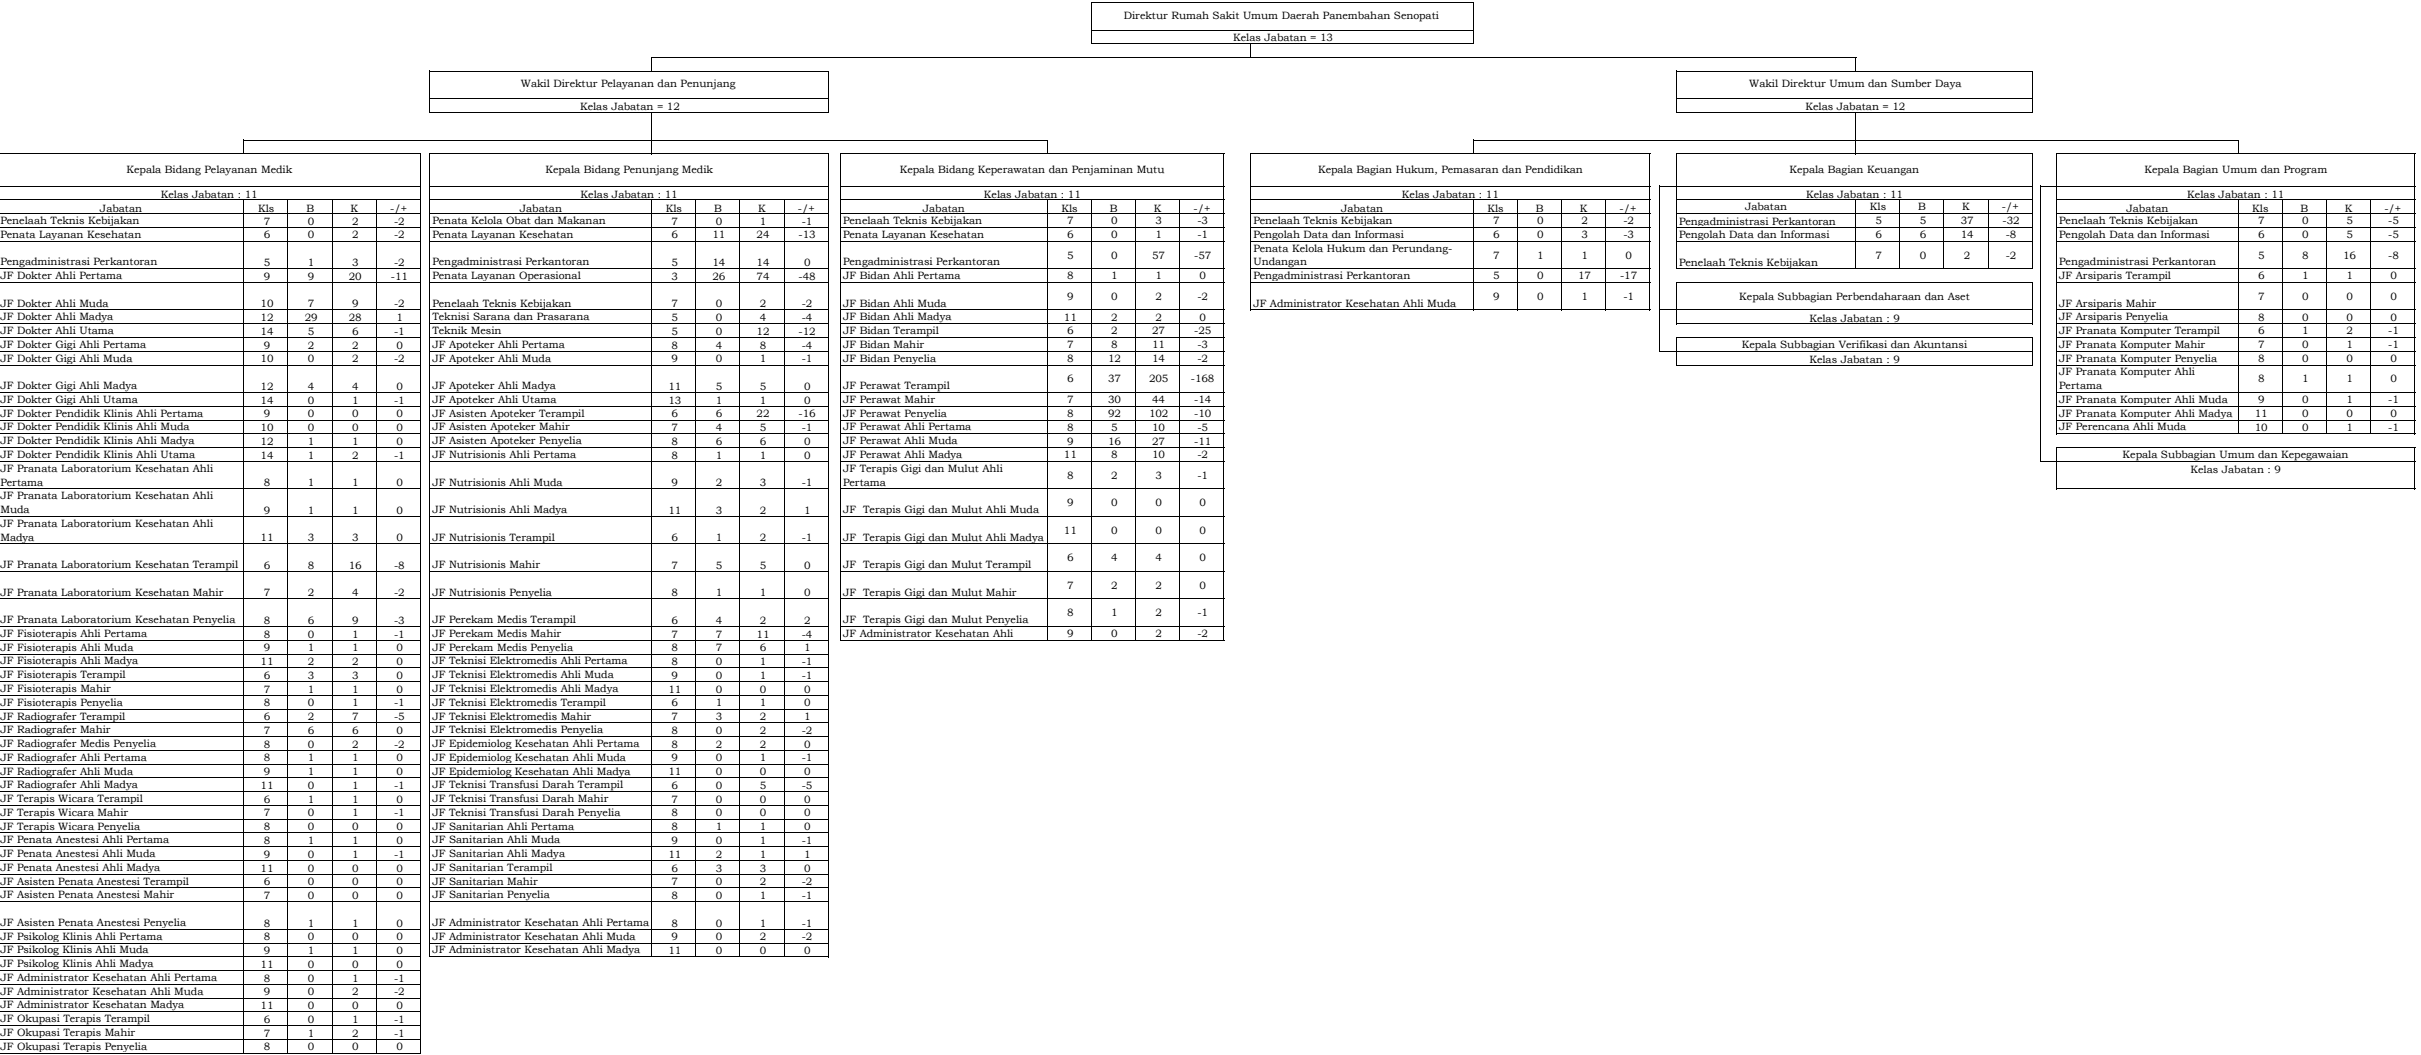 Direktur Rumah Sakit Umum Daerah Panembahan Senopati
Kelas Jabatan = 13
Wakil Direktur Pelayanan dan Penunjang
Kelas Jabatan = 12
Wakil Direktur Umum dan Sumber Daya
Kelas Jabatan = 12
Kepala Bidang Pelayanan Medik
Kelas Jabatan : 11
Jabatan Kls B K -/+
Penelaah Teknis Kebijakan 7 0 2 -2
Penata Layanan Kesehatan 6 0 2 -2
Pengadministrasi Perkantoran 5 1 3 -2
JF Dokter Ahli Pertama 9 9 20 -11
JF Dokter Ahli Muda 10 7 9 -2
JF Dokter Ahli Madya 12 29 28 1
JF Dokter Ahli Utama 14 5 6 -1
JF Dokter Gigi Ahli Pertama 9 2 2 0
JF Dokter Gigi Ahli Muda 10 0 2 -2
JF Dokter Gigi Ahli Madya 12 4 4 0
JF Dokter Gigi Ahli Utama 14 0 1 -1
JF Dokter Pendidik Klinis Ahli Pertama 9 0 0 0
JF Dokter Pendidik Klinis Ahli Muda 10 0 0 0
JF Dokter Pendidik Klinis Ahli Madya 12 1 1 0
JF Dokter Pendidik Klinis Ahli Utama 14 1 2 -1
JF Pranata Laboratorium Kesehatan Ahli
Pertama 8 1 1 0
JF Pranata Laboratorium Kesehatan Ahli
Muda 9 1 1 0
JF Pranata Laboratorium Kesehatan Ahli
Madya 11 3 3 0
JF Pranata Laboratorium Kesehatan Terampil 6 8 16 -8
JF Pranata Laboratorium Kesehatan Mahir 7 2 4 -2
JF Pranata Laboratorium Kesehatan Penyelia 8 6 9 -3
JF Fisioterapis Ahli Pertama 8 0 1 -1
JF Fisioterapis Ahli Muda 9 1 1 0
JF Fisioterapis Ahli Madya 11 2 2 0
JF Fisioterapis Terampil 6 3 3 0
JF Fisioterapis Mahir 7 1 1 0
JF Fisioterapis Penyelia 8 0 1 -1
JF Radiografer Terampil 6 2 7 -5
JF Radiografer Mahir 7 6 6 0
JF Radiografer Medis Penyelia 8 0 2 -2
JF Radiografer Ahli Pertama 8 1 1 0
JF Radiografer Ahli Muda 9 1 1 0
JF Radiografer Ahli Madya 11 0 1 -1
JF Terapis Wicara Terampil 6 1 1 0
JF Terapis Wicara Mahir 7 0 1 -1
JF Terapis Wicara Penyelia 8 0 0 0
JF Penata Anestesi Ahli Pertama 8 1 1 0
JF Penata Anestesi Ahli Muda 9 0 1 -1
JF Penata Anestesi Ahli Madya 11 0 0 0
JF Asisten Penata Anestesi Terampil 6 0 0 0
JF Asisten Penata Anestesi Mahir 7 0 0 0
JF Asisten Penata Anestesi Penyelia 8 1 1 0
JF Psikolog Klinis Ahli Pertama 8 0 0 0
JF Psikolog Klinis Ahli Muda 9 1 1 0
JF Psikolog Klinis Ahli Madya 11 0 0 0
JF Administrator Kesehatan Ahli Pertama 8 0 1 -1
JF Administrator Kesehatan Ahli Muda 9 0 2 -2
JF Administrator Kesehatan Madya 11 0 0 0
JF Okupasi Terapis Terampil 6 0 1 -1
JF Okupasi Terapis Mahir 7 1 2 -1
JF Okupasi Terapis Penyelia 8 0 0 0
Kepala Bidang Penunjang Medik
Kelas Jabatan : 11
Jabatan Kls B K -/+
Penata Kelola Obat dan Makanan 7 0 1 -1
Penata Layanan Kesehatan 6 11 24 -13
Pengadministrasi Perkantoran 5 14 14 0
Penata Layanan Operasional 3 26 74 -48
Penelaah Teknis Kebijakan 7 0 2 -2
Teknisi Sarana dan Prasarana 5 0 4 -4
Teknik Mesin 5 0 12 -12
JF Apoteker Ahli Pertama 8 4 8 -4
JF Apoteker Ahli Muda 9 0 1 -1
JF Apoteker Ahli Madya 11 5 5 0
JF Apoteker Ahli Utama 13 1 1 0
JF Asisten Apoteker Terampil 6 6 22 -16
JF Asisten Apoteker Mahir 7 4 5 -1
JF Asisten Apoteker Penyelia 8 6 6 0
JF Nutrisionis Ahli Pertama 8 1 1 0
JF Nutrisionis Ahli Muda 9 2 3 -1
JF Nutrisionis Ahli Madya 11 3 2 1
JF Nutrisionis Terampil 6 1 2 -1
JF Nutrisionis Mahir 7 5 5 0
JF Nutrisionis Penyelia 8 1 1 0
JF Perekam Medis Terampil 6 4 2 2
JF Perekam Medis Mahir 7 7 11 -4
JF Perekam Medis Penyelia 8 7 6 1
JF Teknisi Elektromedis Ahli Pertama 8 0 1 -1
JF Teknisi Elektromedis Ahli Muda 9 0 1 -1
JF Teknisi Elektromedis Ahli Madya 11 0 0 0
JF Teknisi Elektromedis Terampil 6 1 1 0
JF Teknisi Elektromedis Mahir 7 3 2 1
JF Teknisi Elektromedis Penyelia 8 0 2 -2
JF Epidemiolog Kesehatan Ahli Pertama 8 2 2 0
JF Epidemiolog Kesehatan Ahli Muda 9 0 1 -1
JF Epidemiolog Kesehatan Ahli Madya 11 0 0 0
JF Teknisi Transfusi Darah Terampil 6 0 5 -5
JF Teknisi Transfusi Darah Mahir 7 0 0 0
JF Teknisi Transfusi Darah Penyelia 8 0 0 0
JF Sanitarian Ahli Pertama 8 1 1 0
JF Sanitarian Ahli Muda 9 0 1 -1
JF Sanitarian Ahli Madya 11 2 1 1
JF Sanitarian Terampil 6 3 3 0
JF Sanitarian Mahir 7 0 2 -2
JF Sanitarian Penyelia 8 0 1 -1
JF Administrator Kesehatan Ahli Pertama 8 0 1 -1
JF Administrator Kesehatan Ahli Muda 9 0 2 -2
JF Administrator Kesehatan Ahli Madya 11 0 0 0
Kepala Bidang Keperawatan dan Penjaminan Mutu
Kelas Jabatan : 11
Jabatan Kls B K -/+
Penelaah Teknis Kebijakan 7 0 3 -3
Penata Layanan Kesehatan 6 0 1 -1
Pengadministrasi Perkantoran 5 0 57 -57
JF Bidan Ahli Pertama 8 1 1 0
JF Bidan Ahli Muda 9 0 2 -2
JF Bidan Ahli Madya 11 2 2 0
JF Bidan Terampil 6 2 27 -25
JF Bidan Mahir 7 8 11 -3
JF Bidan Penyelia 8 12 14 -2
JF Perawat Terampil 6 37 205 -168
JF Perawat Mahir 7 30 44 -14
JF Perawat Penyelia 8 92 102 -10
JF Perawat Ahli Pertama 8 5 10 -5
JF Perawat Ahli Muda 9 16 27 -11
JF Perawat Ahli Madya 11 8 10 -2
JF Terapis Gigi dan Mulut Ahli
Pertama 8 2 3 -1
JF Terapis Gigi dan Mulut Ahli Muda 9 0 0 0
JF Terapis Gigi dan Mulut Ahli Madya 11 0 0 0
JF Terapis Gigi dan Mulut Terampil 6 4 4 0
JF Terapis Gigi dan Mulut Mahir 7 2 2 0
JF Terapis Gigi dan Mulut Penyelia 8 1 2 -1
JF Administrator Kesehatan Ahli 9 0 2 -2
Kepala Bagian Hukum, Pemasaran dan Pendidikan
Kelas Jabatan : 11
Jabatan Kls B K -/+
Penelaah Teknis Kebijakan 7 0 2 -2
Pengolah Data dan Informasi 6 0 3 -3
Penata Kelola Hukum dan Perundang-
Undangan 7 1 1 0
Pengadministrasi Perkantoran 5 0 17 -17
JF Administrator Kesehatan Ahli Muda 9 0 1 -1
Kepala Bagian Keuangan
Kelas Jabatan : 11
Jabatan Kls B K -/+
Pengadministrasi Perkantoran 5 5 37 -32
Pengolah Data dan Informasi 6 6 14 -8
Penelaah Teknis Kebijakan 7 0 2 -2
Kepala Subbagian Perbendaharaan dan Aset
Kelas Jabatan : 9
Kepala Subbagian Verifikasi dan Akuntansi
Kelas Jabatan : 9
Kepala Bagian Umum dan Program
Kelas Jabatan : 11
Jabatan Kls B K -/+
Penelaah Teknis Kebijakan 7 0 5 -5
Pengolah Data dan Informasi 6 0 5 -5
Pengadministrasi Perkantoran 5 8 16 -8
JF Arsiparis Terampil 6 1 1 0
JF Arsiparis Mahir 7 0 0 0
JF Arsiparis Penyelia 8 0 0 0
JF Pranata Komputer Terampil 6 1 2 -1
JF Pranata Komputer Mahir 7 0 1 -1
JF Pranata Komputer Penyelia 8 0 0 0
JF Pranata Komputer Ahli
Pertama 8 1 1 0
JF Pranata Komputer Ahli Muda 9 0 1 -1
JF Pranata Komputer Ahli Madya 11 0 0 0
JF Perencana Ahli Muda 10 0 1 -1
Kepala Subbagian Umum dan Kepegawaian
Kelas Jabatan : 9